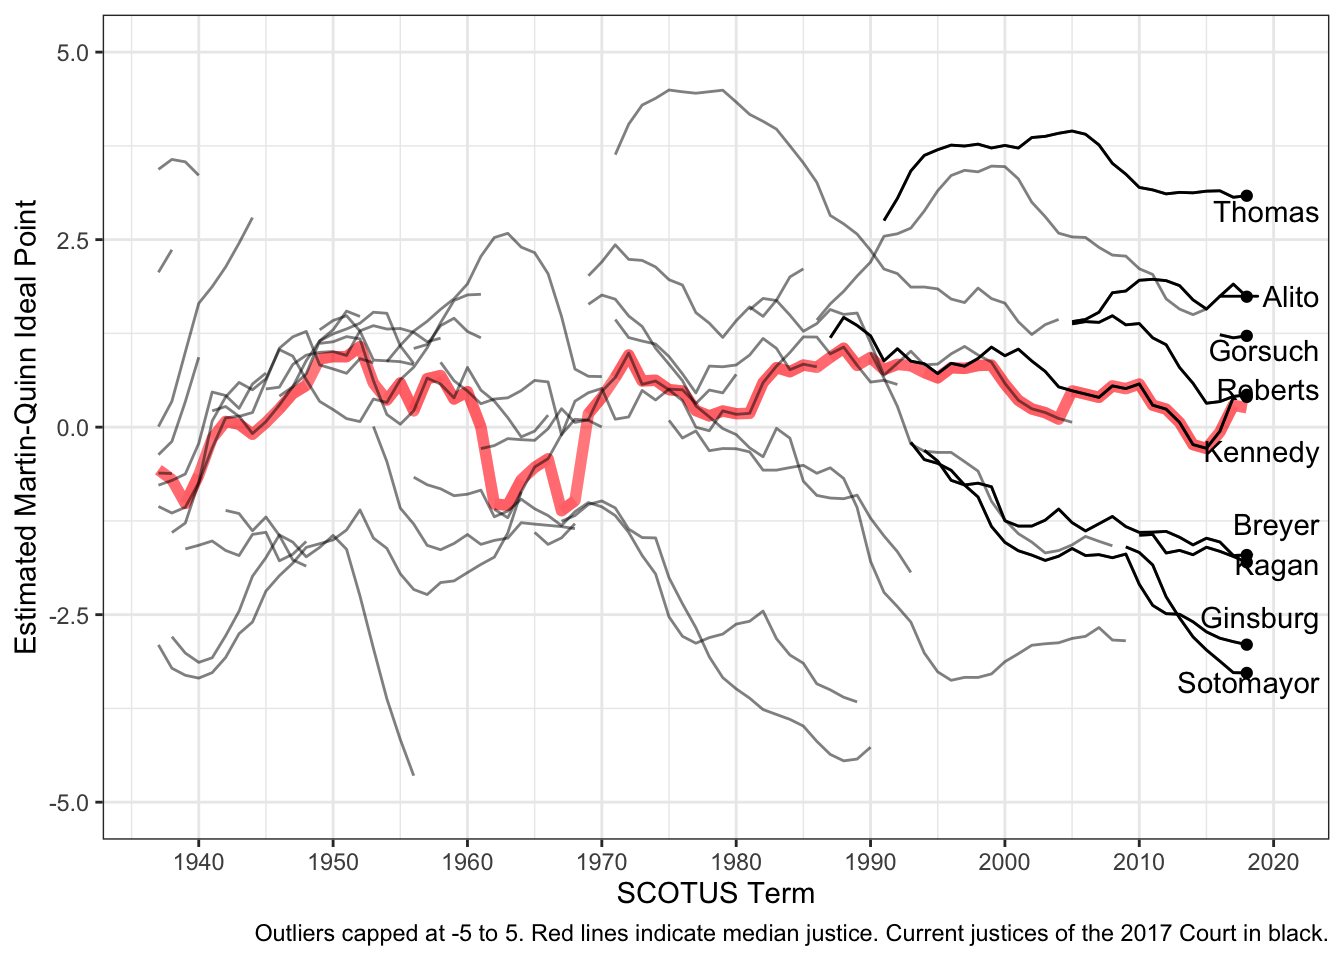 Estimated Martin-Quinn Ideal Point
5.0
2.5
0.0
-2.5
-5.0
Thomas
Alito
Gorsuch
Roberts
Kennedy
Breyer
Kagan
Ginsburg
Sotomayor
1940 1950 1960 1970 1980 1990 2000 2010 2020
SCOTUS Term
Outliers capped at -5 to 5. Red lines indicate median justice. Current justices of the 2017 Court in black.